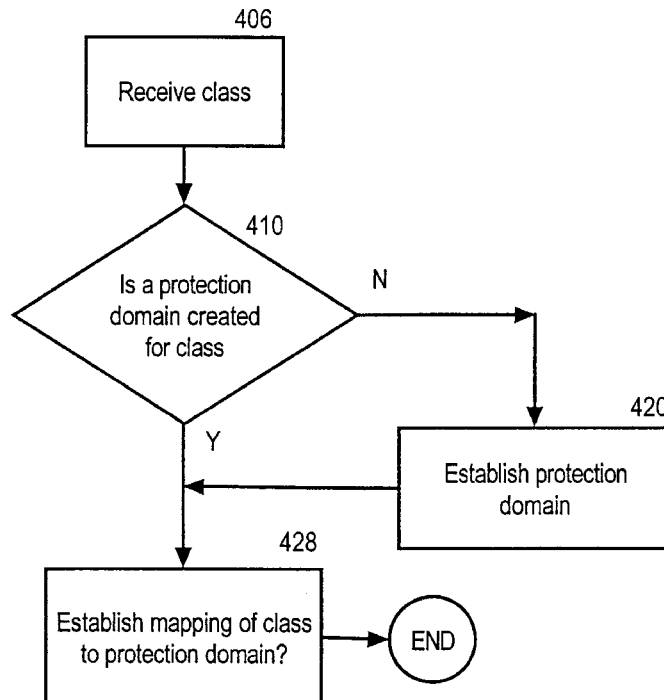 406
Receive class
410
Is a protection
domain created
for class
N
Y
420
Establish protection
domain
428
Establish mapping of class
to protection domain?
END